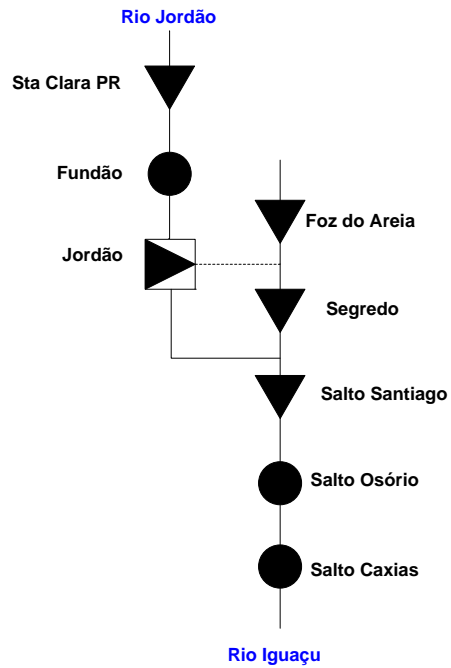 Rio Jordão
Sta Clara PR
Fundão
Foz do Areia
Jordão
Segredo
Salto Santiago
Salto Osório
Salto Caxias
Rio Iguaçu